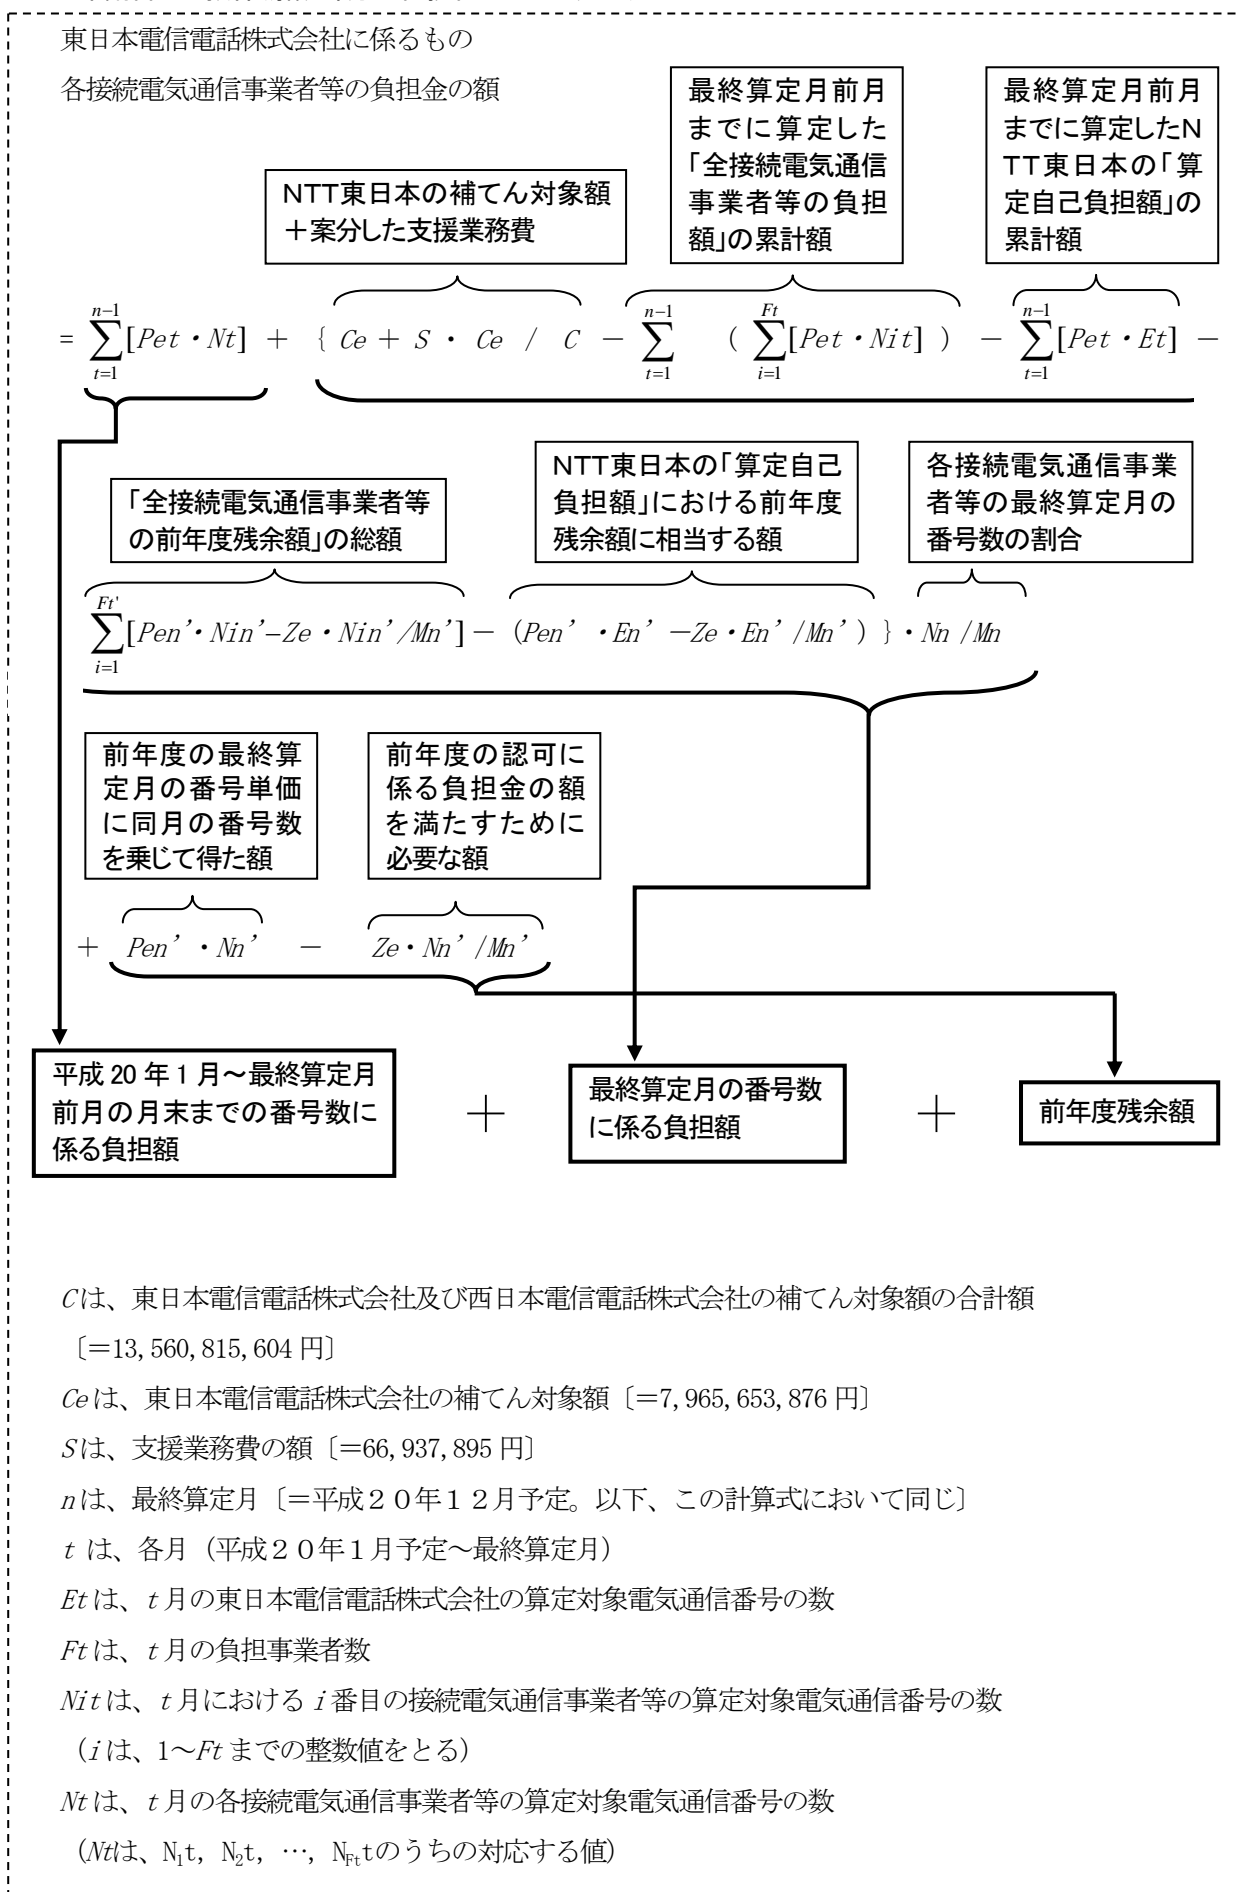 東日本電信電話株式会社に係るもの
各接続電気通信事業者等の負担金の額
最終算定月前月
までに算定した
「全接続電気通信
事業者等の負担
額」の累計額
最終算定月前月
までに算定したN
TT東日本の「算
定自己負担額」の
累計額
NTT東日本の補てん対象額
＋案分した支援業務費
= \sum_{t=1}^{n-1}[Pet・Nt] + { Ce + S ・ Ce / C － \sum_{t=1}^{n-1} ( \sum_{i=1}^{Ft}[Pet・Nit] ) － \sum_{t=1}^{n-1}[Pet・Et] －
「全接続電気通信事業者等
の前年度残余額」の総額
NTT東日本の「算定自己
負担額」における前年度
残余額に相当する額
各接続電気通信事業
者等の最終算定月の
番号数の割合
\sum_{i=1}^{Ft'}[Pen'・Nin'－Ze・Nin'/Mn']－ (Pen' ・En' －Ze・En'/Mn') }・Nn/Mn
前年度の最終算
定月の番号単価
に同月の番号数
を乗じて得た額
前年度の認可に
係る負担金の額
を満たすために
必要な額
＋ Pen' ・Nn' － Ze・Nn'/Mn'
平成20年1月～最終算定月
前月の月末までの番号数に
係る負担額
＋
最終算定月の番号数
に係る負担額
＋
前年度残余額
Cは、東日本電信電話株式会社及び西日本電信電話株式会社の補てん対象額の合計額
〔＝13,560,815,604円〕
Ceは、東日本電信電話株式会社の補てん対象額〔＝7,965,653,876円〕
Sは、支援業務費の額〔＝66,937,895円〕
nは、最終算定月〔＝平成２０年１２月予定。以下、この計算式において同じ〕
t は、各月（平成２０年１月予定～最終算定月）
Etは、t月の東日本電信電話株式会社の算定対象電気通信番号の数
Ftは、t月の負担事業者数
Nitは、t月におけるi番目の接続電気通信事業者等の算定対象電気通信番号の数
（iは、1～Ftまでの整数値をとる）
Ntは、t月の各接続電気通信事業者等の算定対象電気通信番号の数
（Ntは、N₁t, N₂t, …, N_{Ft}tのうちの対応する値）